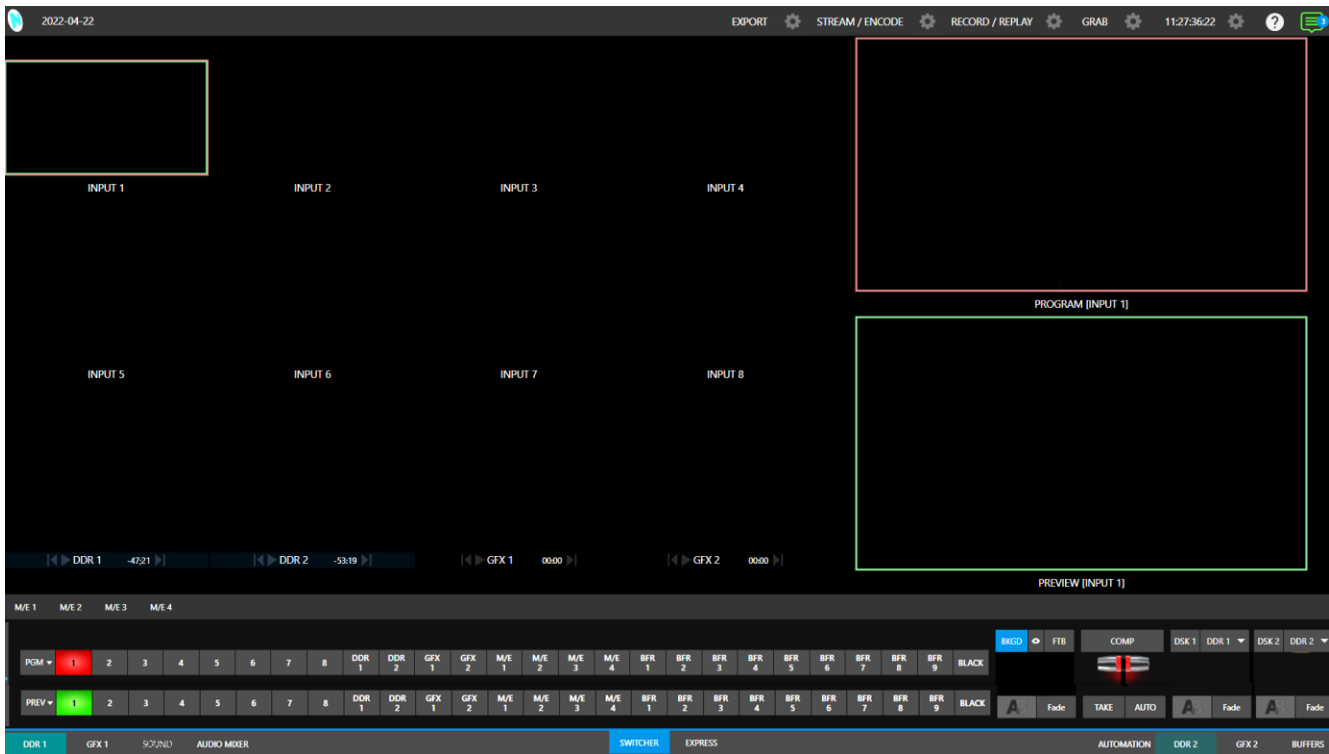 2022-04-22 EXPORT STREAM / ENCODE RECORD / REPLAY GRAB 11:27:36:22 ? 3
INPUT 1 INPUT 2 INPUT 3 INPUT 4
PROGRAM [INPUT 1]
INPUT 5 INPUT 6 INPUT 7 INPUT 8
DDR 1 -47;21 DDR 2 -53:19 GFX 1 00:00 GFX 2 00:00
PREVIEW [INPUT 1]
M/E 1 M/E 2 M/E 3 M/E 4
BKGD FTB COMP DSK 1 DDR 1 DSK 2 DDR 2
PGM 1 2 3 4 5 6 7 8 DDR 1 DDR 2 GFX 1 GFX 2 M/E 1 M/E 2 M/E 3 M/E 4 BFR 1 BFR 2 BFR 3 BFR 4 BFR 5 BFR 6 BFR 7 BFR 8 BFR 9 BLACK
PREV 1 2 3 4 5 6 7 8 DDR 1 DDR 2 GFX 1 GFX 2 M/E 1 M/E 2 M/E 3 M/E 4 BFR 1 BFR 2 BFR 3 BFR 4 BFR 5 BFR 6 BFR 7 BFR 8 BFR 9 BLACK AB Fade TAKE AUTO AB Fade AB Fade
DDR 1 GFX 1 SOUND AUDIO MIXER SWITCHER EXPRESS AUTOMATION DDR 2 GFX 2 BUFFERS